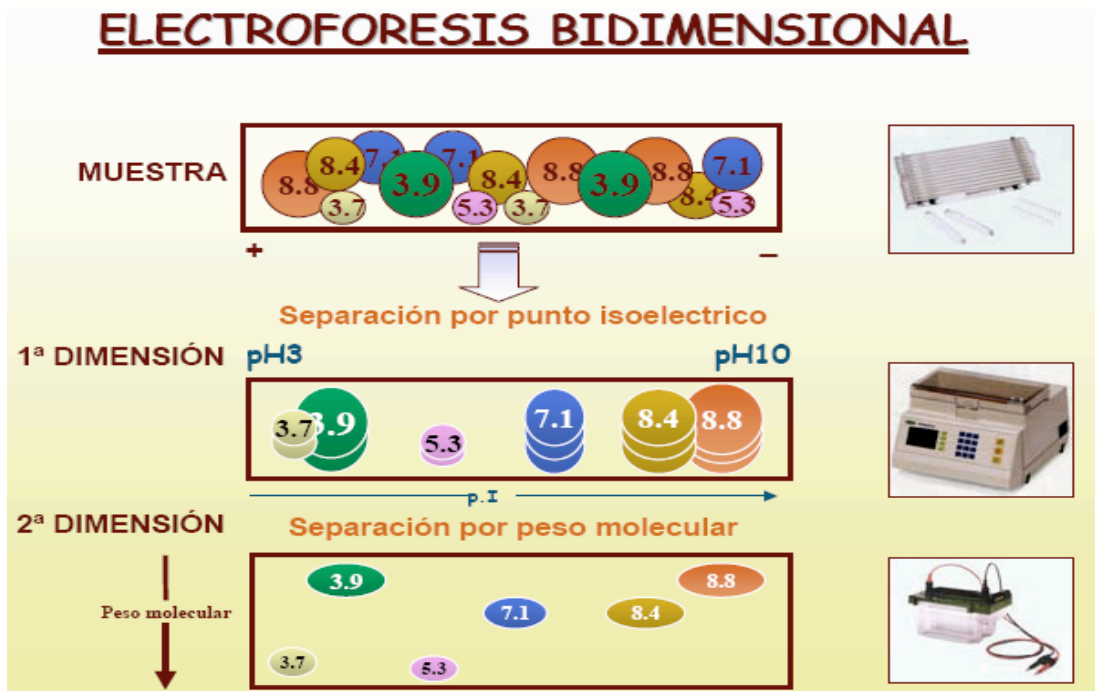 ELECTROFORESIS BIDIMENSIONAL
MUESTRA
8.8 8.4 7.1 3.9 7.1 8.4 8.8 3.9 8.8 8.4 7.1
3.7 5.3 3.7 5.3
+ −
Separación por punto isoelectrico
1ª DIMENSIÓN pH3 pH10
3.7 3.9 5.3 7.1 8.4 8.8
p.I
2ª DIMENSIÓN Separación por peso molecular
3.9 8.8
Peso molecular 7.1 8.4
3.7 5.3